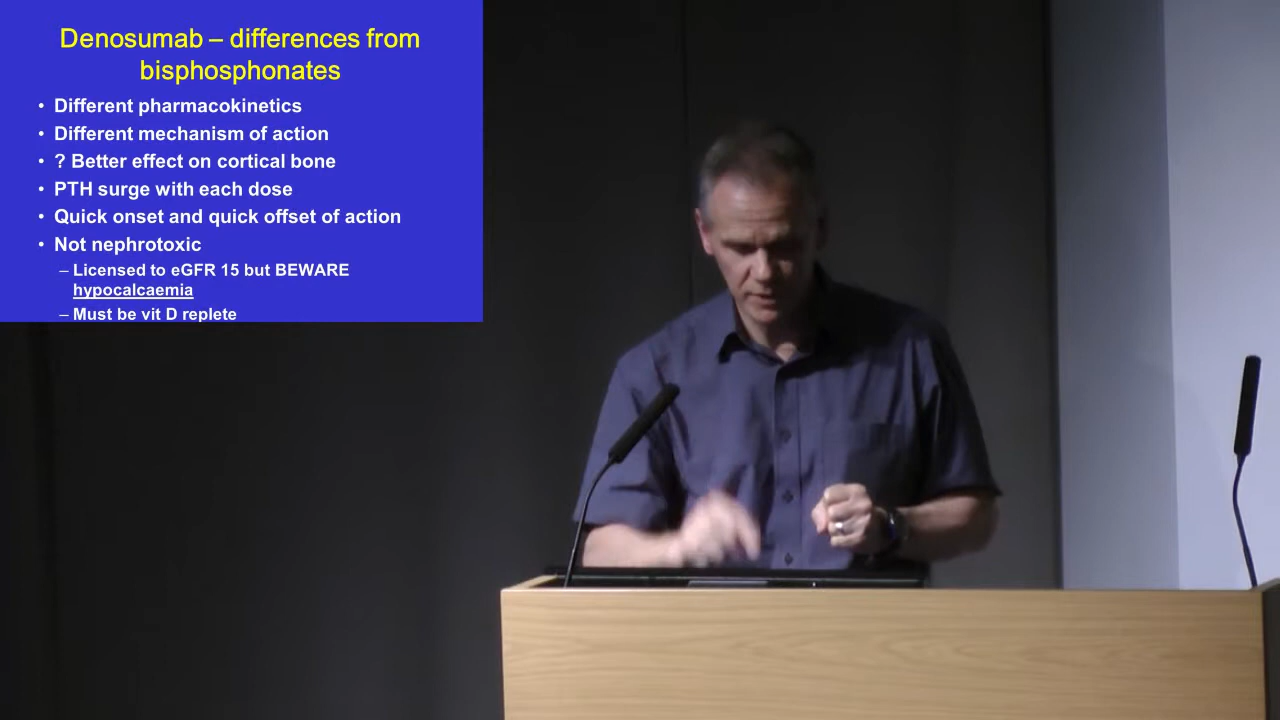 Denosumab – differences from
bisphosphonates
• Different pharmacokinetics
• Different mechanism of action
• ? Better effect on cortical bone
• PTH surge with each dose
• Quick onset and quick offset of action
• Not nephrotoxic
– Licensed to eGFR 15 but BEWARE
hypocalcaemia
– Must be vit D replete